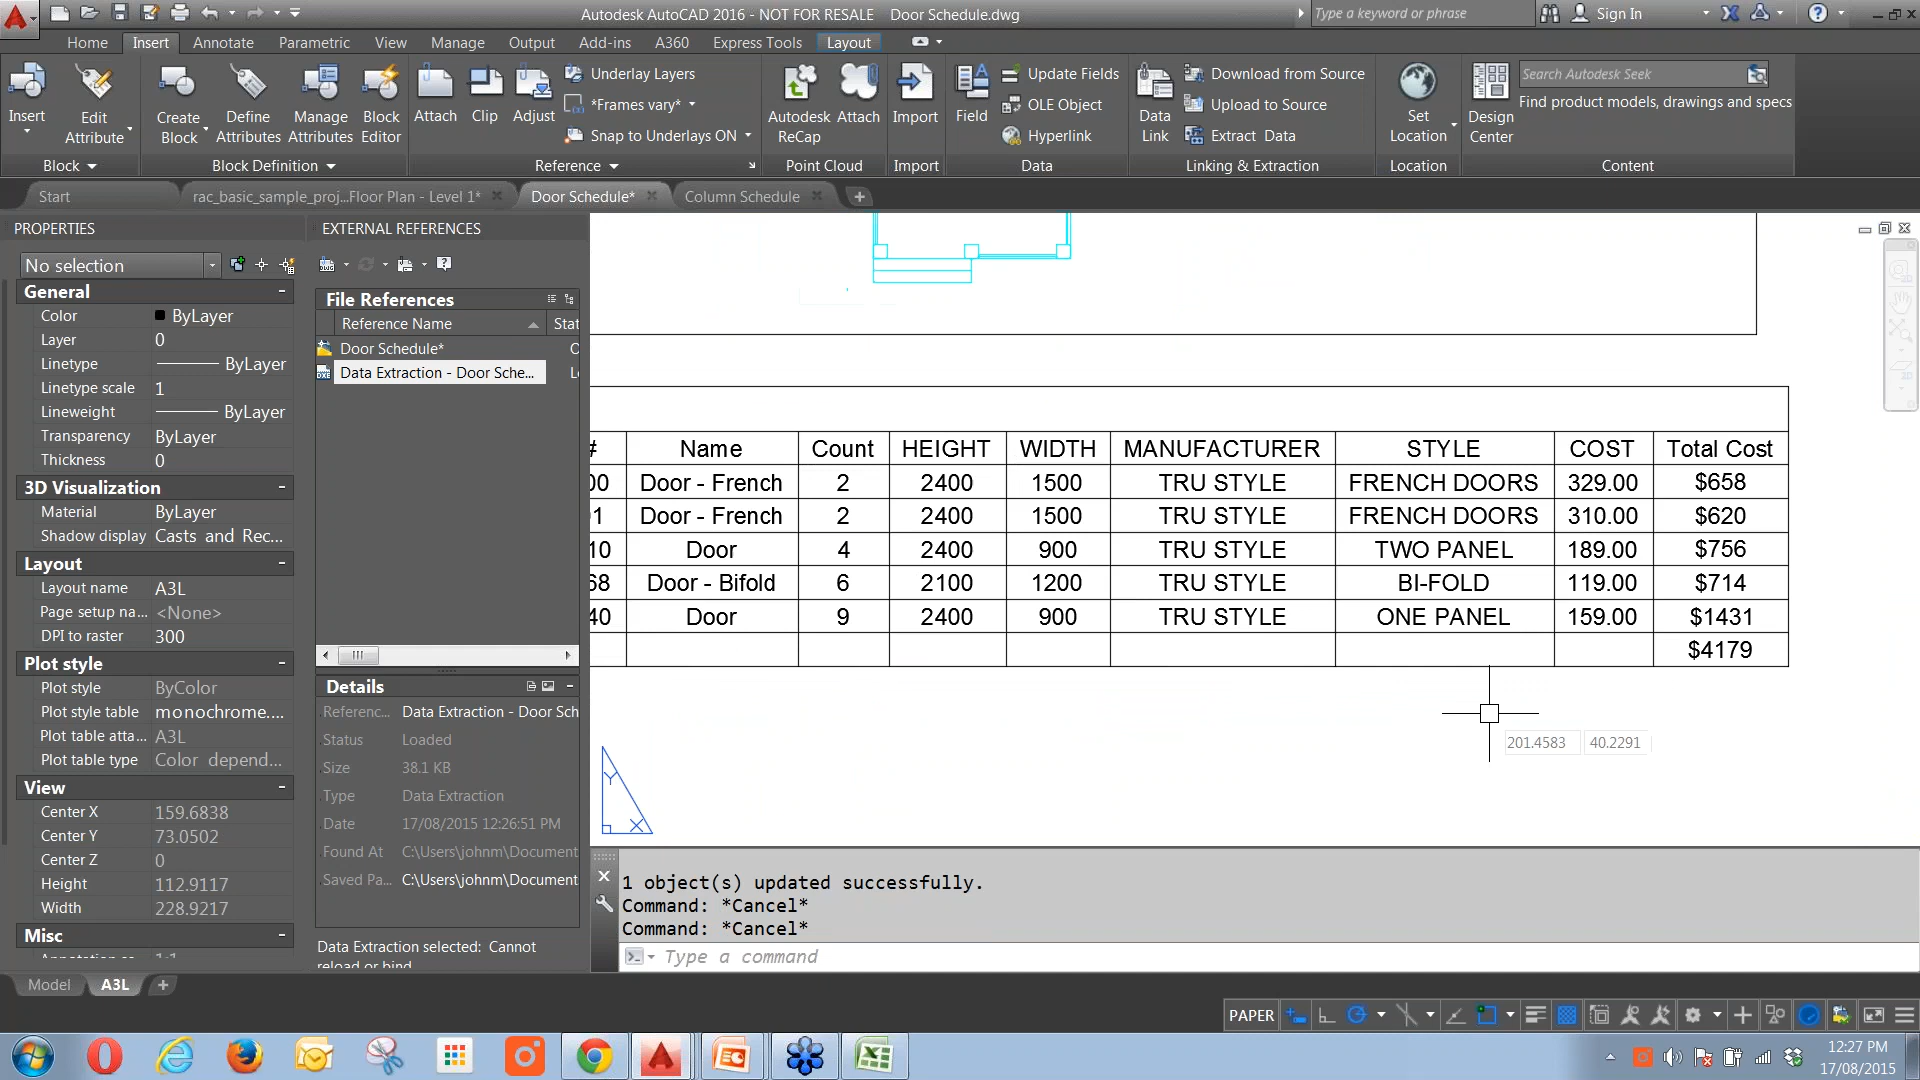 Autodesk AutoCAD 2016 - NOT FOR RESALE Door Schedule.dwg
Type a keyword or phrase
Sign In
Home Insert Annotate Parametric View Manage Output Add-ins A360 Express Tools Layout
Insert
Edit Attribute
Create Block
Define Attributes
Manage Attributes
Block Editor
Attach
Clip
Adjust
Underlay Layers
*Frames vary*
Snap to Underlays ON
Autodesk ReCap
Attach
Import
Field
Update Fields
OLE Object
Hyperlink
Data Link
Download from Source
Upload to Source
Extract Data
Set Location
Design Center
Search Autodesk Seek
Find product models, drawings and specs
Block Block Definition Reference Point Cloud Import Data Linking & Extraction Location Content
Start rac_basic_sample_proj...Floor Plan - Level 1* Door Schedule* Column Schedule
PROPERTIES
No selection
General
Color ByLayer
Layer 0
Linetype ByLayer
Linetype scale 1
Lineweight ByLayer
Transparency ByLayer
Thickness 0
3D Visualization
Material ByLayer
Shadow display Casts and Rec...
Layout
Layout name A3L
Page setup na... <None>
DPI to raster 300
Plot style
Plot style ByColor
Plot style table monochrome....
Plot table atta... A3L
Plot table type Color depend...
View
Center X 159.6838
Center Y 73.0502
Center Z 0
Height 112.9117
Width 228.9217
Misc
EXTERNAL REFERENCES
File References
Reference Name Stat
Door Schedule*
Data Extraction - Door Sche...
Details
Referenc... Data Extraction - Door Sch
Status Loaded
Size 38.1 KB
Type Data Extraction
Date 17/08/2015 12:26:51 PM
Found At C:\Users\johnm\Document
Saved Pa... C:\Users\johnm\Document
Data Extraction selected: Cannot
reload or bind
# Name Count HEIGHT WIDTH MANUFACTURER STYLE COST Total Cost
00 Door - French 2 2400 1500 TRU STYLE FRENCH DOORS 329.00 $658
01 Door - French 2 2400 1500 TRU STYLE FRENCH DOORS 310.00 $620
10 Door 4 2400 900 TRU STYLE TWO PANEL 189.00 $756
68 Door - Bifold 6 2100 1200 TRU STYLE BI-FOLD 119.00 $714
40 Door 9 2400 900 TRU STYLE ONE PANEL 159.00 $1431
$4179
201.4583 40.2291
Y
X
1 object(s) updated successfully.
Command: *Cancel*
Command: *Cancel*
Type a command
Model A3L
PAPER
12:27 PM
17/08/2015